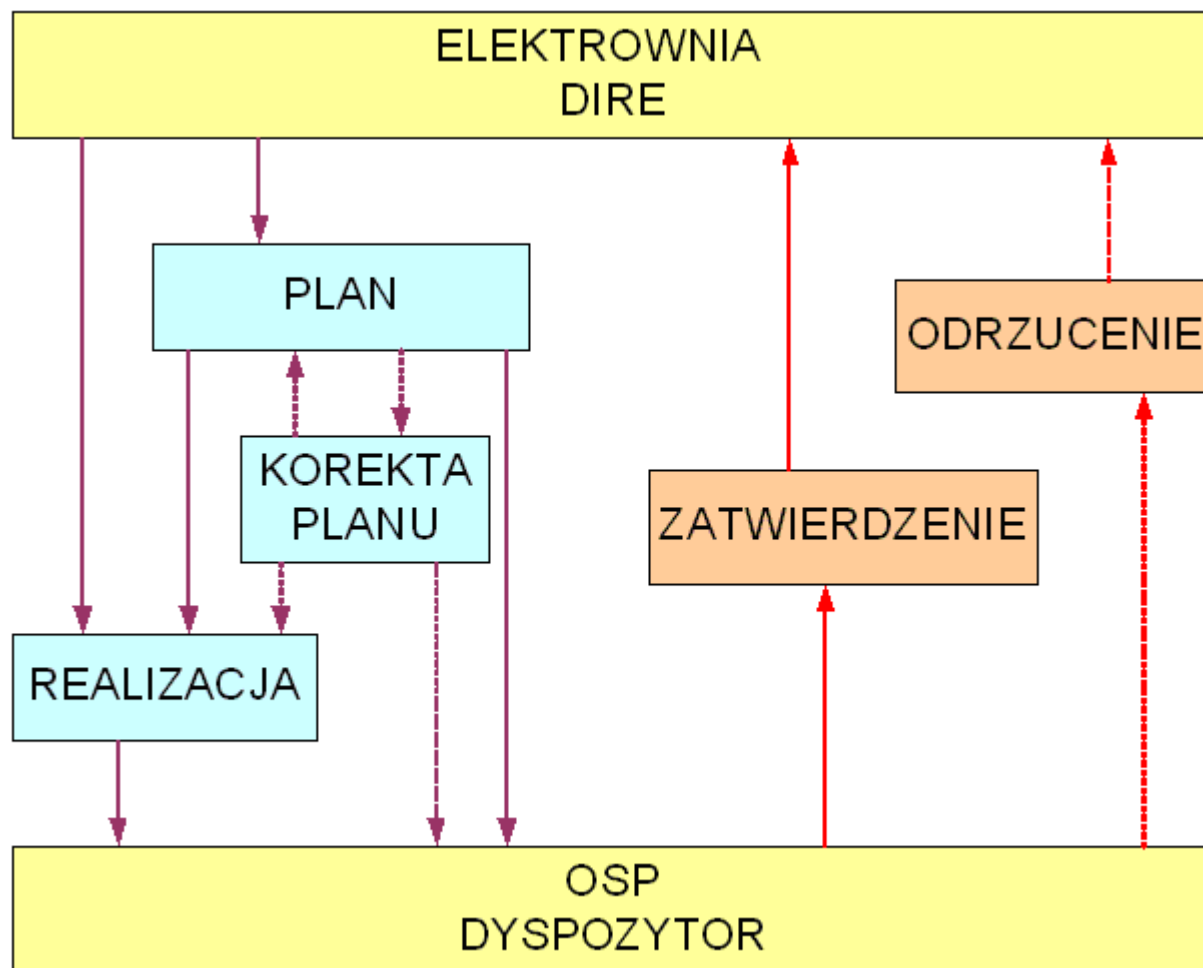 ELEKTROWNIA
DIRE
PLAN
ODRZUCENIE
KOREKTA
PLANU
ZATWIERDZENIE
REALIZACJA
OSP
DYSPOZYTOR